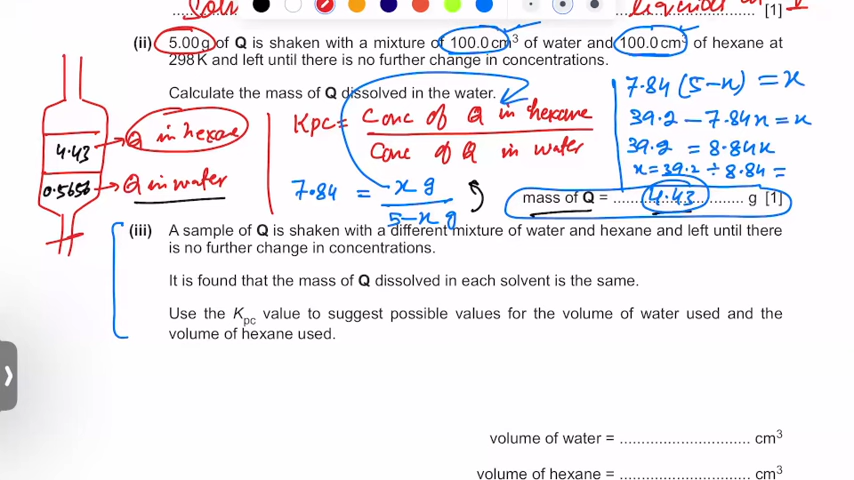 Solu
liquids [1]
(ii) 5.00 g of Q is shaken with a mixture of 100.0 cm³ of water and 100.0 cm³ of hexane at
298 K and left until there is no further change in concentrations.
Calculate the mass of Q dissolved in the water.
Kpc = Conc of Q in hexane
Conc of Q in water
7.84 = x g
5-x g
7.84 (5-x) = x
39.2 - 7.84x = x
39.2 = 8.84x
x = 39.2 ÷ 8.84 =
mass of Q = ......4.43............ g [1]
4.43
Q in hexane
0.5656
Q in water
(iii) A sample of Q is shaken with a different mixture of water and hexane and left until there
is no further change in concentrations.
It is found that the mass of Q dissolved in each solvent is the same.
Use the Kpc value to suggest possible values for the volume of water used and the
volume of hexane used.
volume of water = .............................. cm³
volume of hexane = .............................. cm³